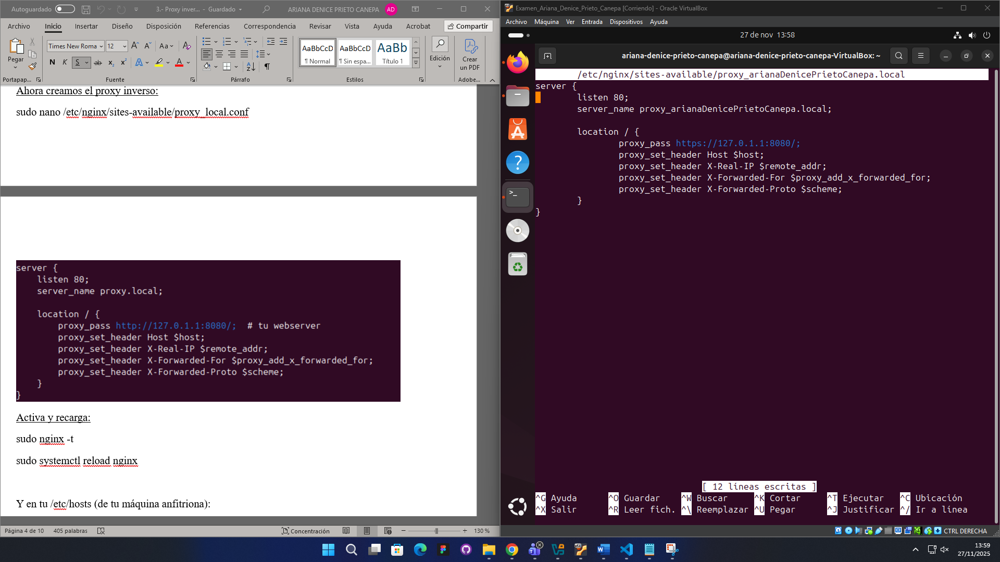 Autoguardado
3.- Proxy inver... - Guardado
ARIANA DENICE PRIETO CANEPA
AD
Archivo Inicio Insertar Diseño Disposición Referencias Correspondencia Revisar Vista Ayuda Acrobat Compartir
Pegar
Times New Roma 12
Aa
N K S ab x₂ x² A A
AaBbCcD
¶ Normal
AaBbCcD
¶ Sin espa...
AaBb
Título 1
Edición
Crear
un PDF
Portapap... Fuente Párrafo Estilos Adobe...
Ahora creamos el proxy inverso:
sudo nano /etc/nginx/sites-available/proxy_local.conf
server {
listen 80;
server_name proxy.local;
location / {
proxy_pass http://127.0.1.1:8080/; # tu webserver
proxy_set_header Host $host;
proxy_set_header X-Real-IP $remote_addr;
proxy_set_header X-Forwarded-For $proxy_add_x_forwarded_for;
proxy_set_header X-Forwarded-Proto $scheme;
}
}
Activa y recarga:
sudo nginx -t
sudo systemctl reload nginx
Y en tu /etc/hosts (de tu máquina anfitriona):
Página 4 de 10 405 palabras Concentración 130 %
Examen_Ariana_Denice_Prieto_Canepa [Corriendo] - Oracle VirtualBox
Archivo Máquina Ver Entrada Dispositivos Ayuda
27 de nov 13:58
ariana-denice-prieto-canepa@ariana-denice-prieto-canepa-VirtualBox: ~
/etc/nginx/sites-available/proxy_arianaDenicePrietoCanepa.local
server {
listen 80;
server_name proxy_arianaDenicePrietoCanepa.local;
location / {
proxy_pass https://127.0.1.1:8080/;
proxy_set_header Host $host;
proxy_set_header X-Real-IP $remote_addr;
proxy_set_header X-Forwarded-For $proxy_add_x_forwarded_for;
proxy_set_header X-Forwarded-Proto $scheme;
}
}
[ 12 líneas escritas ]
^G Ayuda ^O Guardar ^W Buscar ^K Cortar ^T Ejecutar ^C Ubicación
^X Salir ^R Leer fich. ^\ Reemplazar ^U Pegar ^J Justificar ^/ Ir a línea
CTRL DERECHA
13:59
27/11/2025